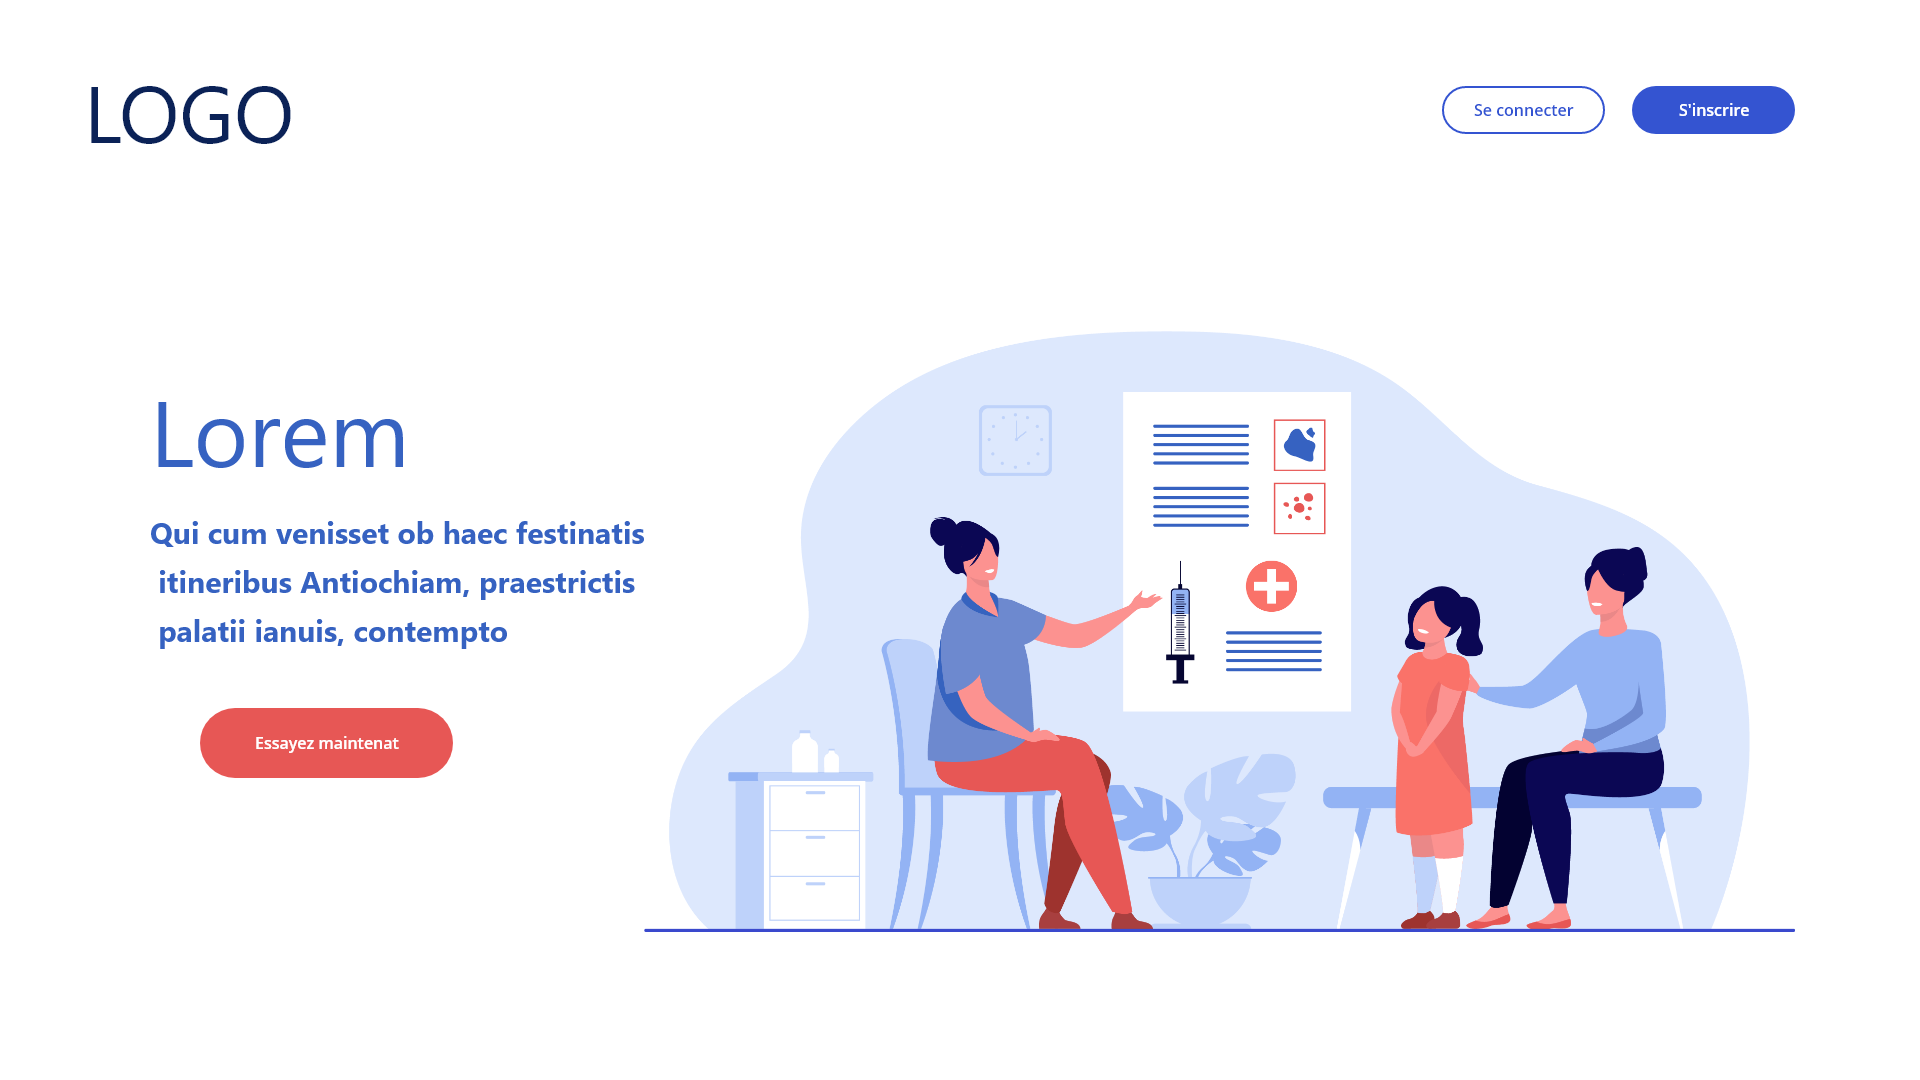 LOGO
Se connecter
S'inscrire
Lorem
Qui cum venisset ob haec festinatis
itineribus Antiochiam, praestrictis
palatii ianuis, contempto
Essayez maintenat